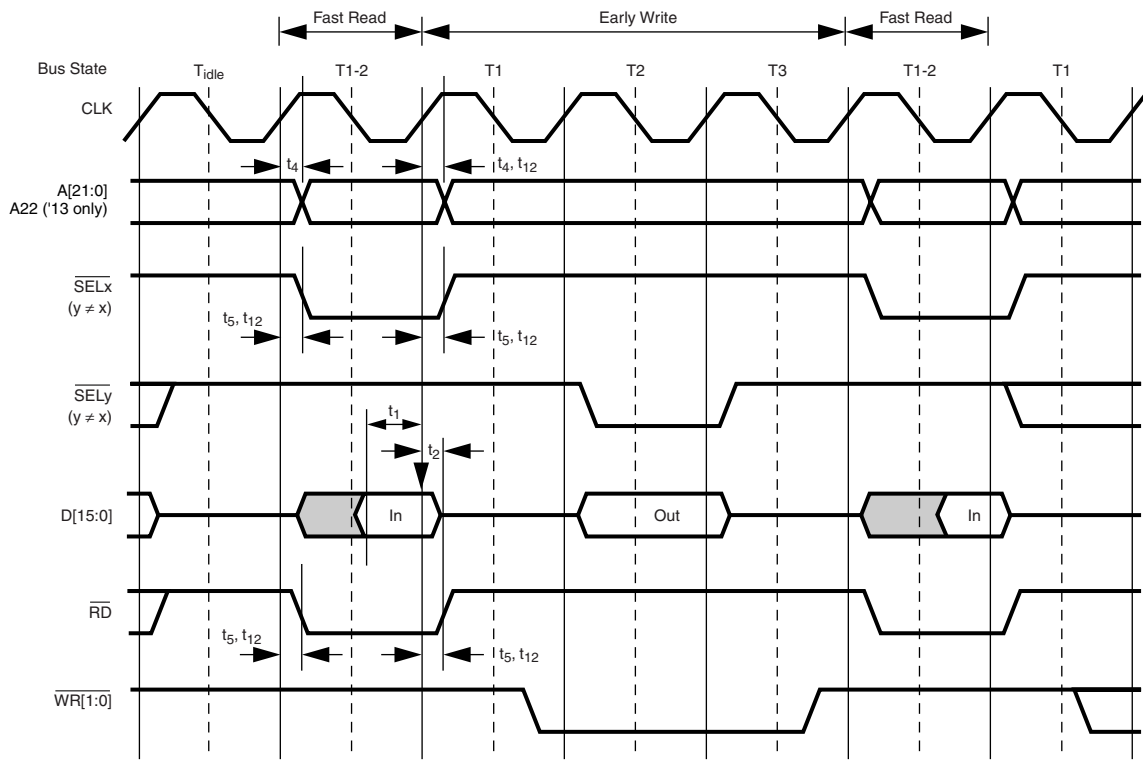 Fast Read Early Write Fast Read
Bus State T_idle T1-2 T1 T2 T3 T1-2 T1
CLK
t4 t4, t12
A[21:0]
A22 ('13 only)
SELx
(y ≠ x)
t5, t12 t5, t12
SELy
(y ≠ x)
t1
t2
D[15:0] In Out In
RD
t5, t12 t5, t12
WR[1:0]